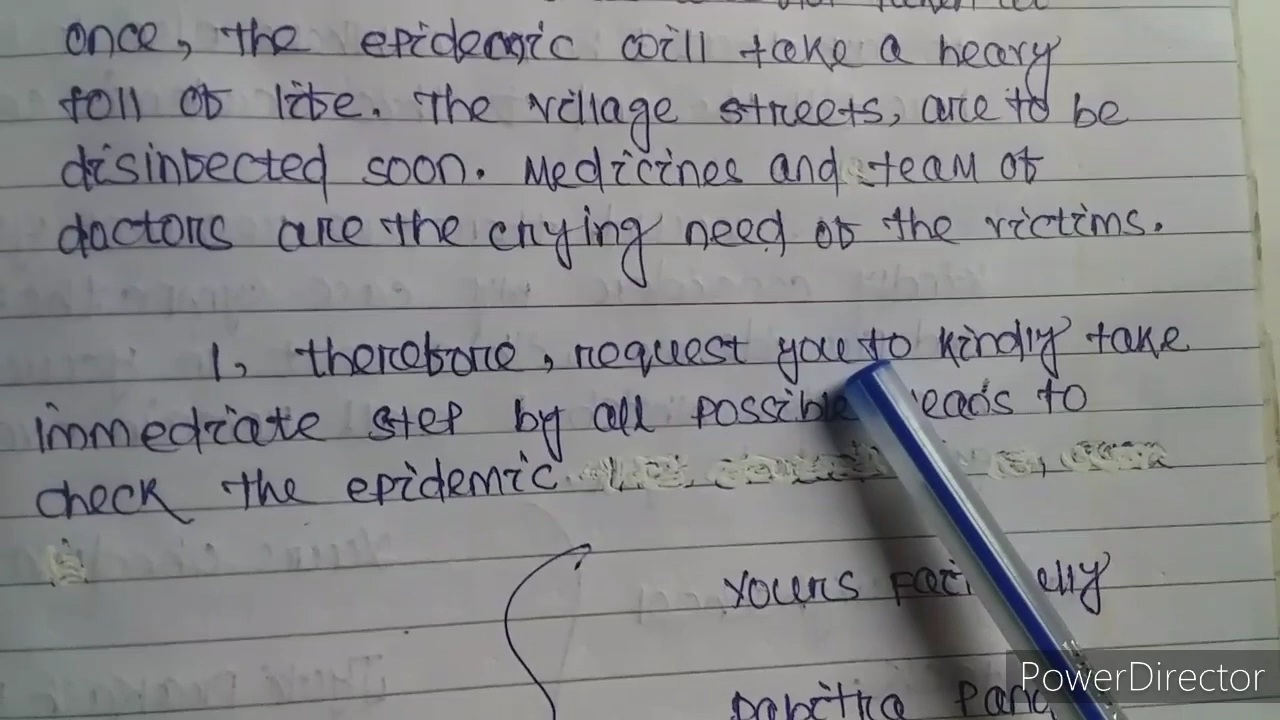 once, the epidemic will take a heavy
toll of life. The village streets, are to be
disinfected soon. Medicines and team of
doctors are the crying need of the victims.
I, therefore, request you to kindly take
immediate step by all possible to
check the epidemic
Yours
PowerDirector